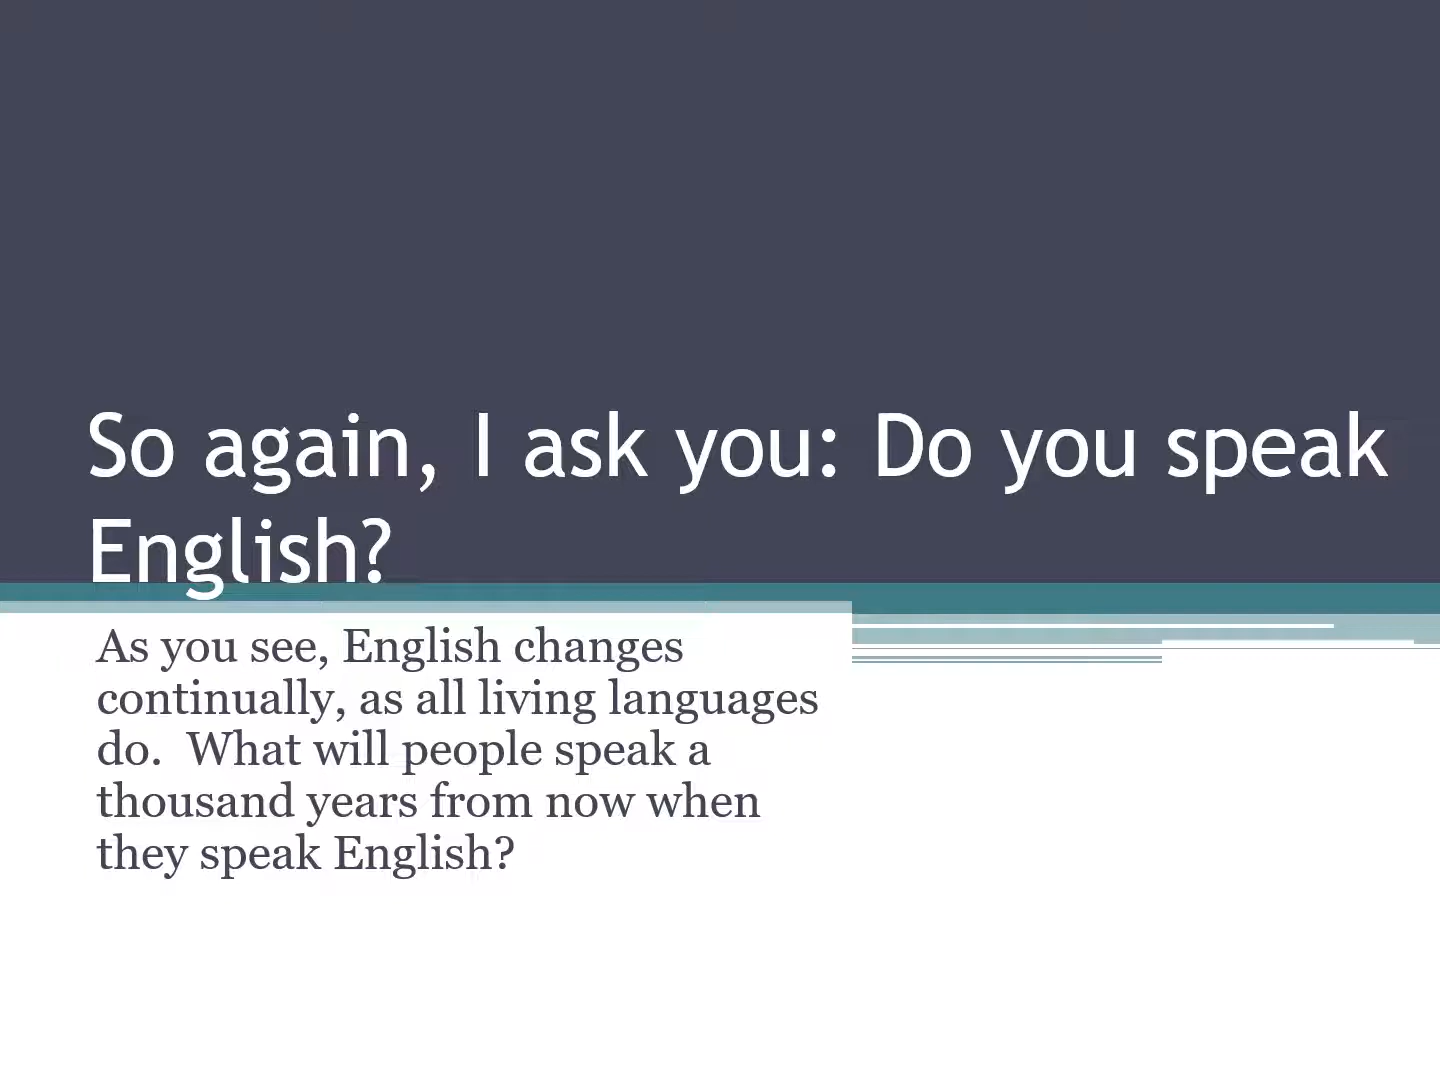 So again, I ask you: Do you speak
English?
As you see, English changes
continually, as all living languages
do.  What will people speak a
thousand years from now when
they speak English?